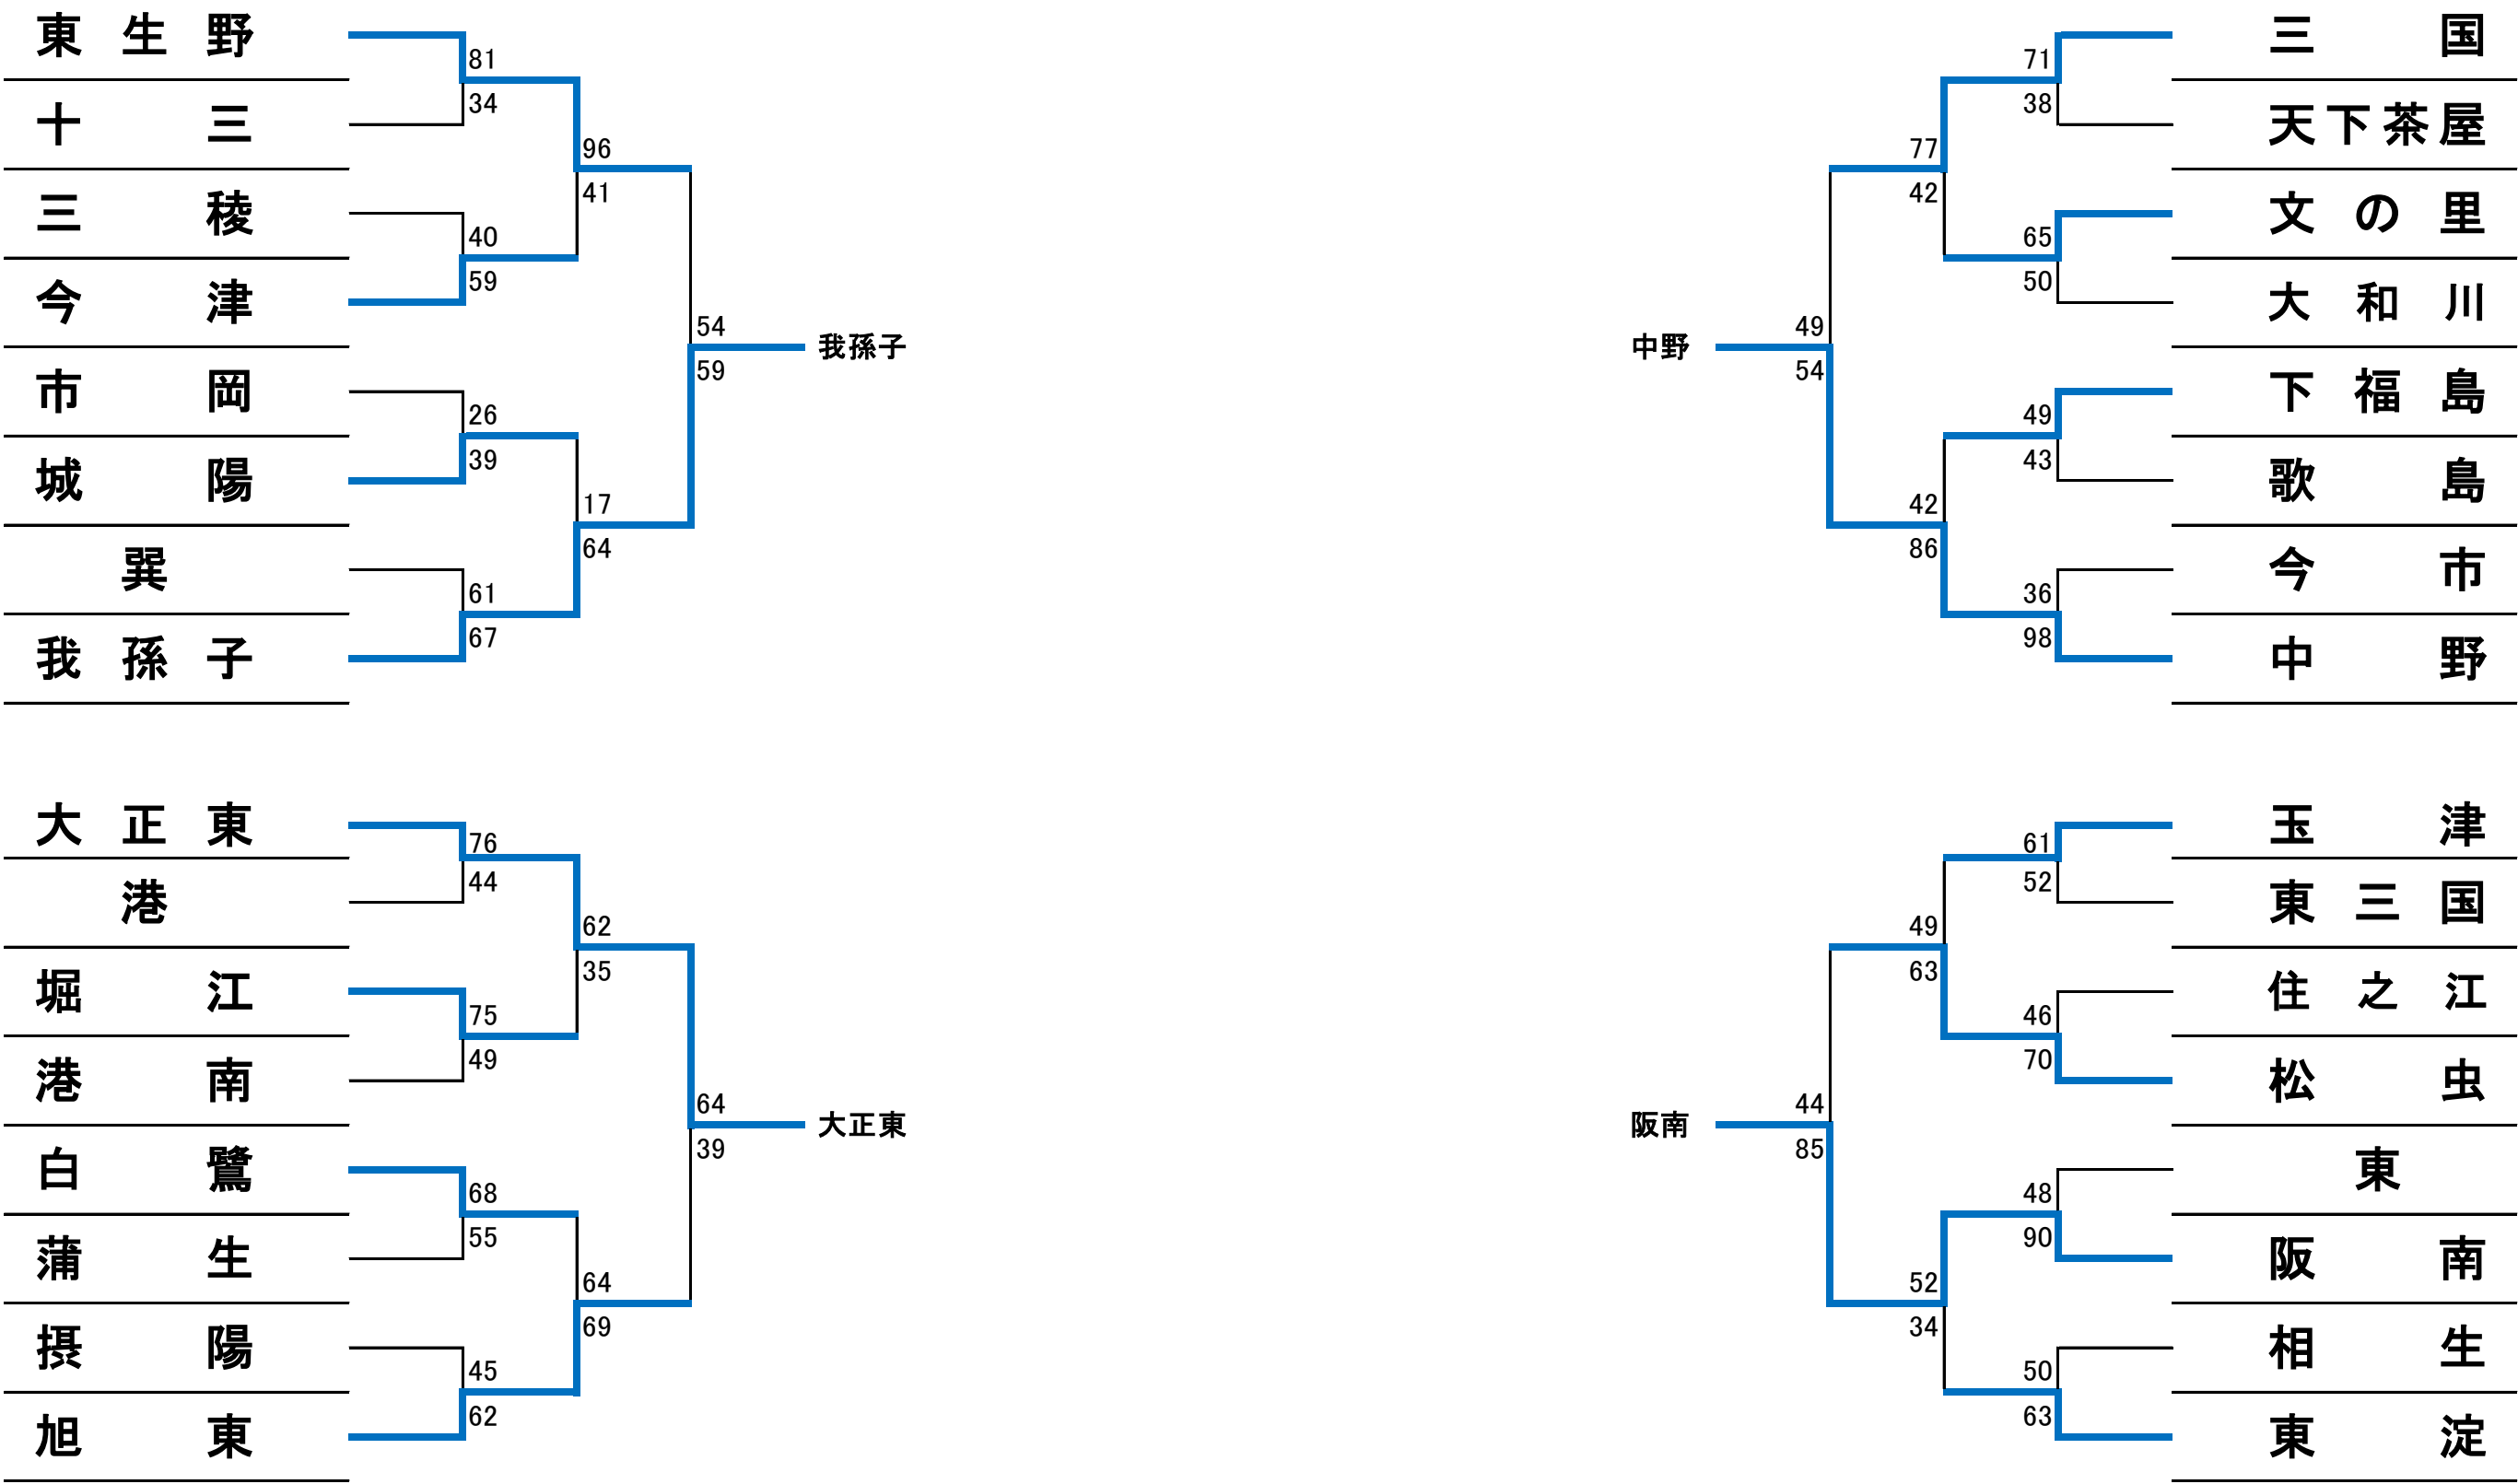 東生野
81
34
十三
96
41
三稜
40
59
今津
54
59
我孫子
市岡
26
39
城陽
17
64
巽
61
67
我孫子
三国
71
38
天下茶屋
77
42
文の里
65
50
大和川
中野
49
54
下福島
49
43
歌島
42
86
今市
36
98
中野
大正東
76
44
港
62
35
堀江
75
49
港南
64
39
大正東
白鷺
68
55
蒲生
64
69
摂陽
45
62
旭東
玉津
61
52
東三国
49
63
住之江
46
70
松虫
阪南
44
85
東
48
90
阪南
52
34
相生
50
63
東淀